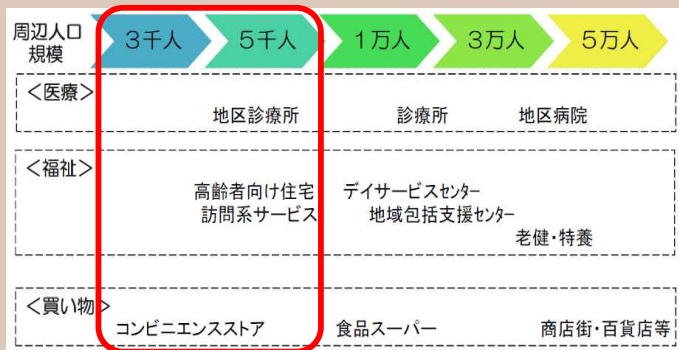 周辺人口
規模
３千人 ５千人 １万人 ３万人 ５万人
＜医療＞
地区診療所 診療所 地区病院
＜福祉＞
高齢者向け住宅 デイサービスセンター
訪問系サービス 地域包括支援センター
老健・特養
＜買い物＞
コンビニエンスストア 食品スーパー 商店街・百貨店等